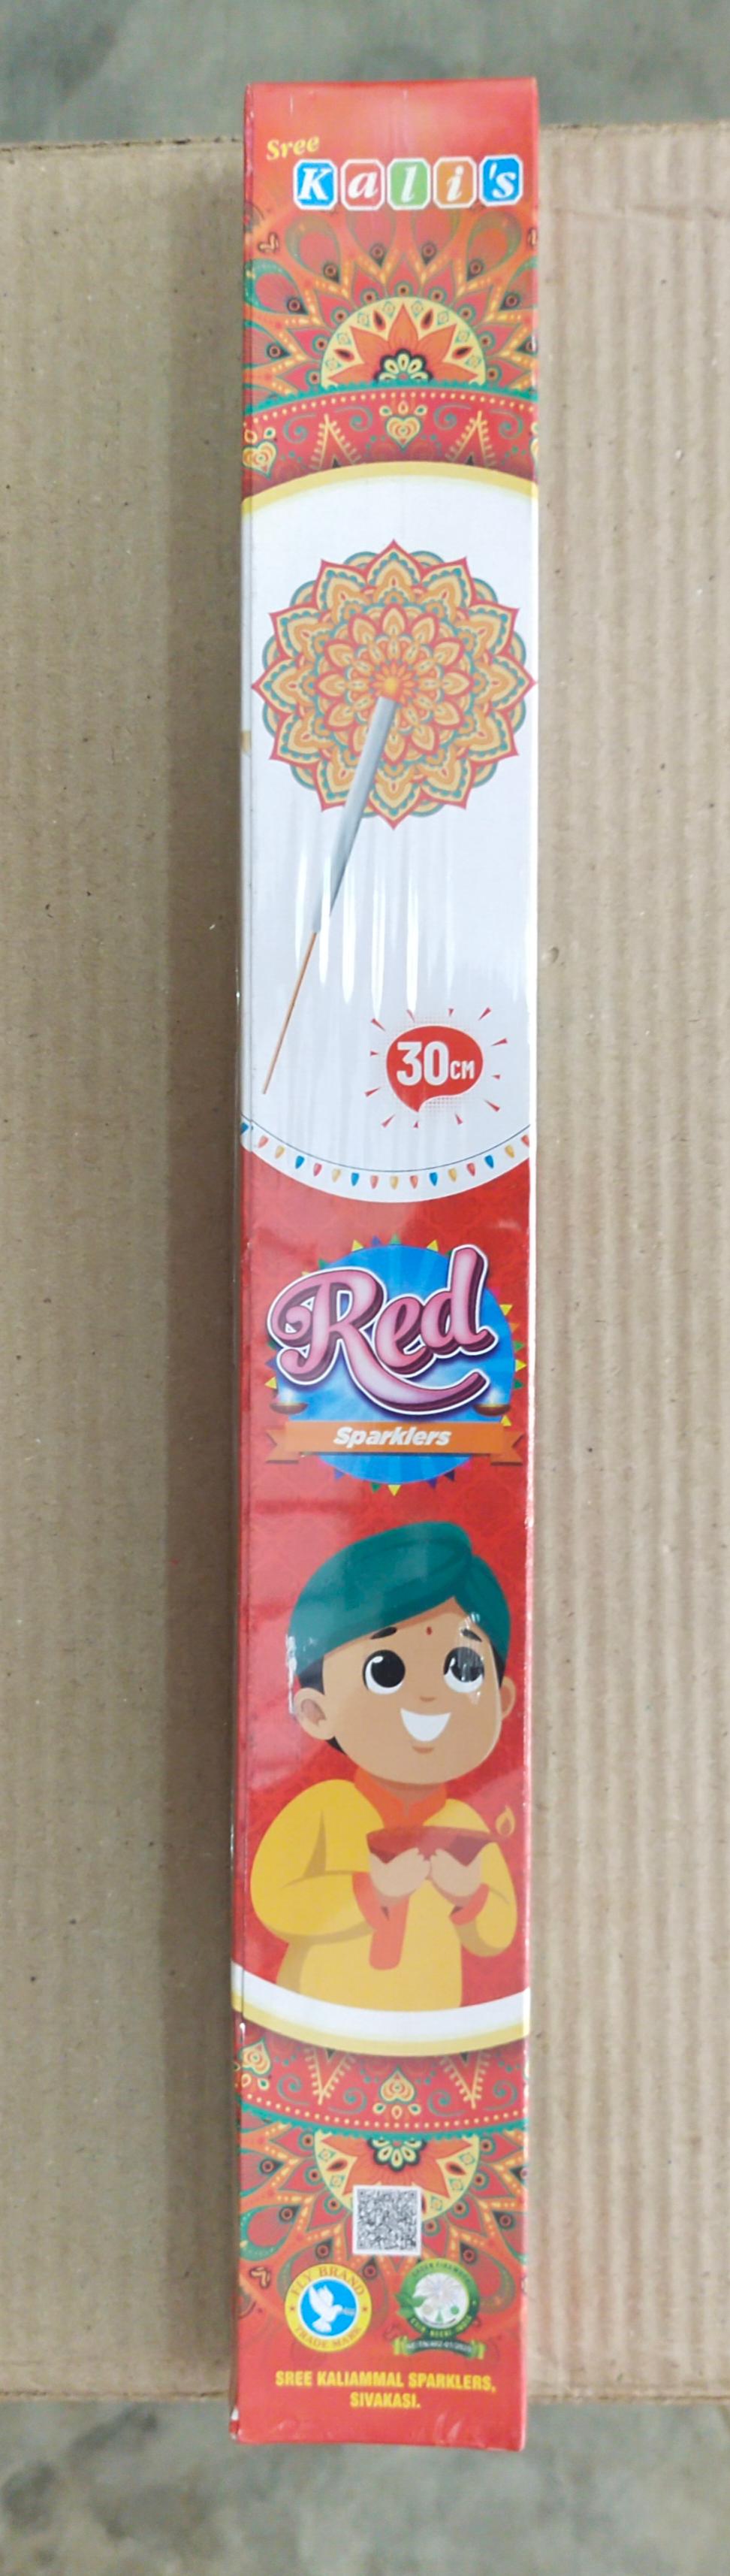 Sree
Kali's
30CM
Red
Sparklers
FLY BRAND
TRADE MARK
SREE KALIAMMAL SPARKLERS,
SIVAKASI.